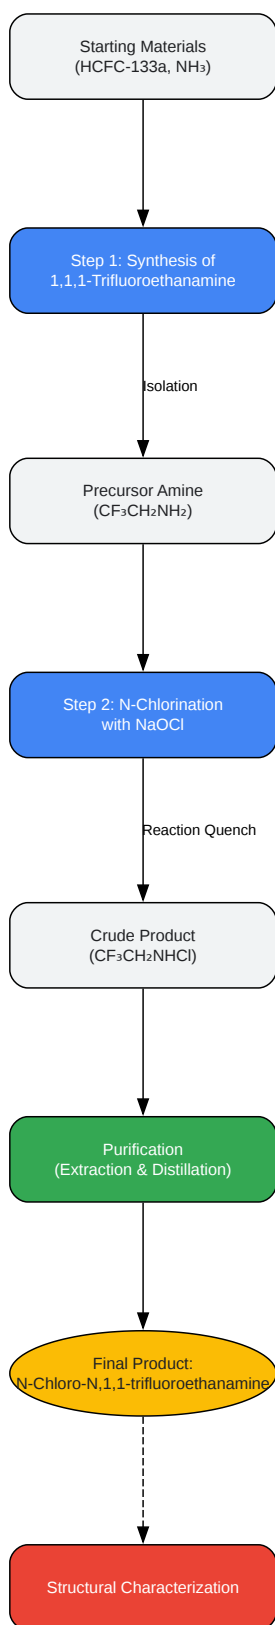 Starting Materials
(HCFC-133a, NH₃)
Step 1: Synthesis of
1,1,1-Trifluoroethanamine
Isolation
Precursor Amine
(CF₃CH₂NH₂)
Step 2: N-Chlorination
with NaOCl
Reaction Quench
Crude Product
(CF₃CH₂NHCl)
Purification
(Extraction & Distillation)
Final Product:
N-Chloro-N,1,1-trifluoroethanamine
Structural Characterization